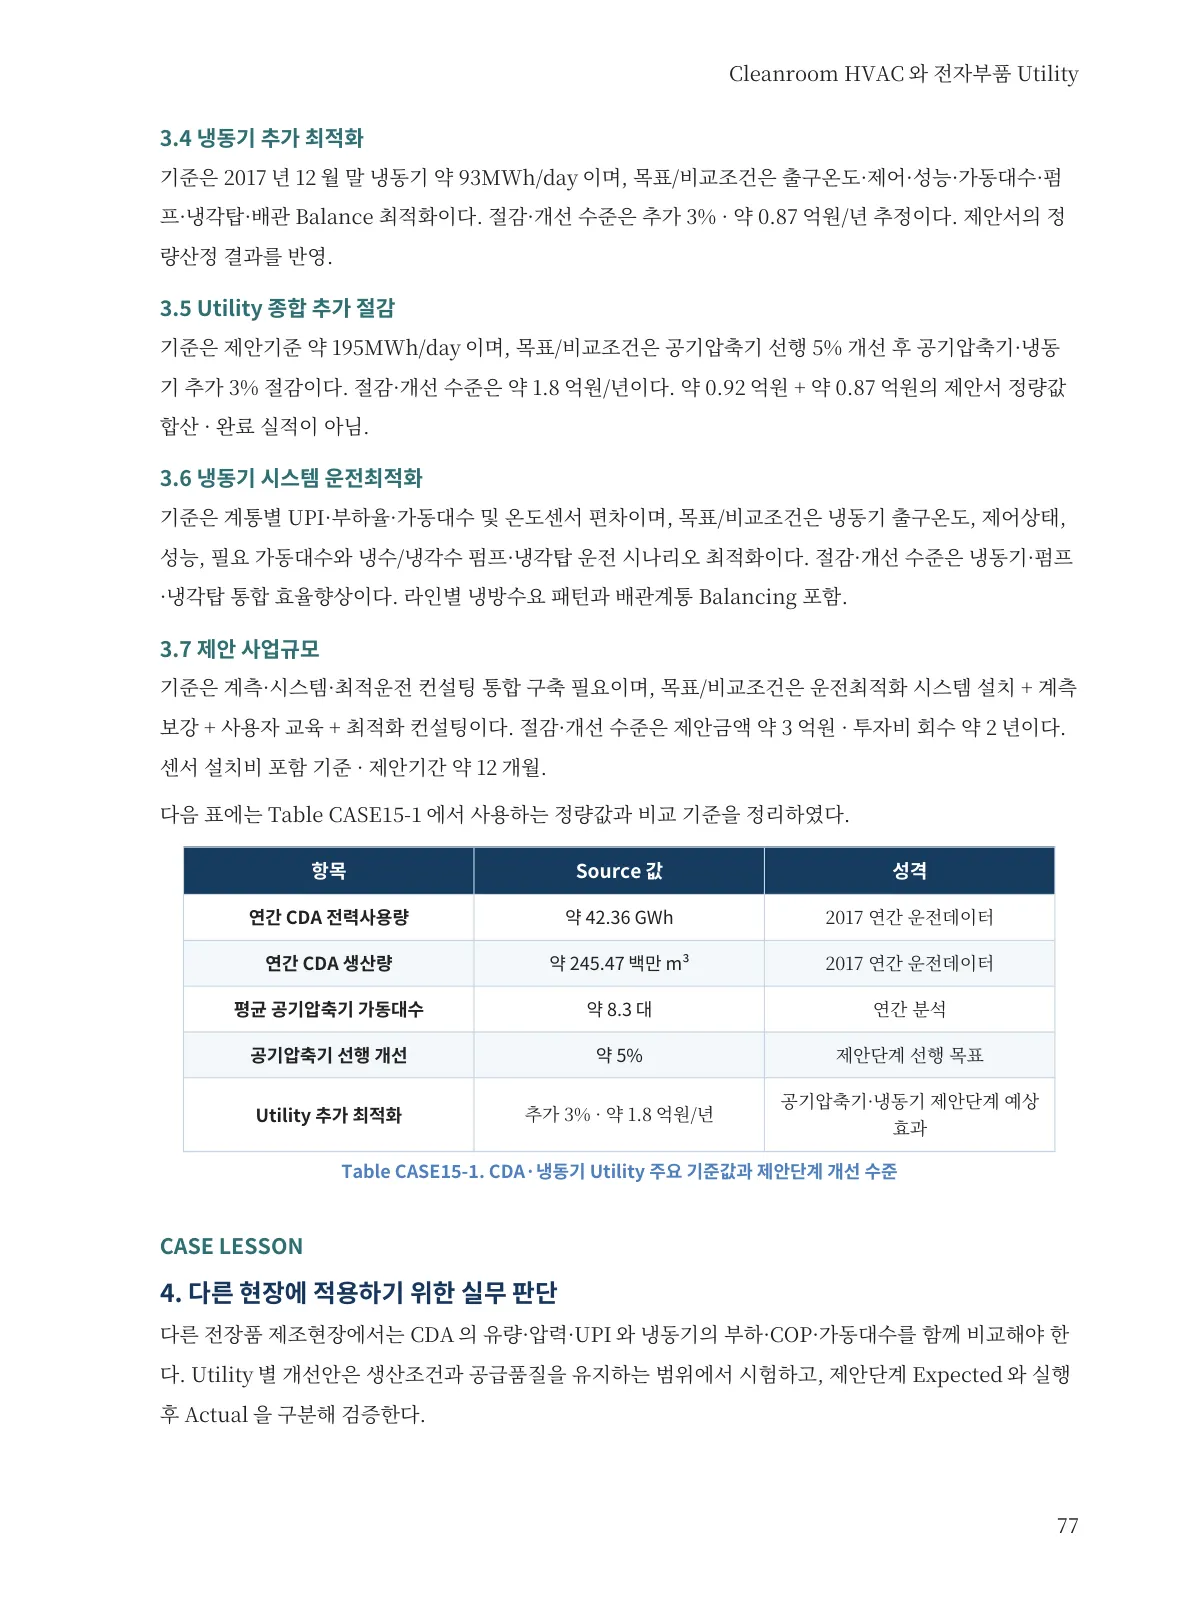 Cleanroom HVAC 와 전자부품 Utility
3.4 냉동기 추가 최적화
기준은 2017 년 12 월 말 냉동기 약 93MWh/day 이며, 목표/비교조건은 출구온도·제어·성능·가동대수·펌
프·냉각탑·배관 Balance 최적화이다. 절감·개선 수준은 추가 3% · 약 0.87 억원/년 추정이다. 제안서의 정
량산정 결과를 반영.
3.5 Utility 종합 추가 절감
기준은 제안기준 약 195MWh/day 이며, 목표/비교조건은 공기압축기 선행 5% 개선 후 공기압축기·냉동
기 추가 3% 절감이다. 절감·개선 수준은 약 1.8 억원/년이다. 약 0.92 억원 + 약 0.87 억원의 제안서 정량값
합산 · 완료 실적이 아님.
3.6 냉동기 시스템 운전최적화
기준은 계통별 UPI·부하율·가동대수 및 온도센서 편차이며, 목표/비교조건은 냉동기 출구온도, 제어상태,
성능, 필요 가동대수와 냉수/냉각수 펌프·냉각탑 운전 시나리오 최적화이다. 절감·개선 수준은 냉동기·펌프
·냉각탑 통합 효율향상이다. 라인별 냉방수요 패턴과 배관계통 Balancing 포함.
3.7 제안 사업규모
기준은 계측·시스템·최적운전 컨설팅 통합 구축 필요이며, 목표/비교조건은 운전최적화 시스템 설치 + 계측
보강 + 사용자 교육 + 최적화 컨설팅이다. 절감·개선 수준은 제안금액 약 3 억원 · 투자비 회수 약 2 년이다.
센서 설치비 포함 기준 · 제안기간 약 12 개월.
다음 표에는 Table CASE15-1 에서 사용하는 정량값과 비교 기준을 정리하였다.
항목 Source 값 성격
연간 CDA 전력사용량 약 42.36 GWh 2017 연간 운전데이터
연간 CDA 생산량 약 245.47 백만 m³ 2017 연간 운전데이터
평균 공기압축기 가동대수 약 8.3 대 연간 분석
공기압축기 선행 개선 약 5% 제안단계 선행 목표
Utility 추가 최적화 추가 3% · 약 1.8 억원/년 공기압축기·냉동기 제안단계 예상
효과
Table CASE15-1. CDA·냉동기 Utility 주요 기준값과 제안단계 개선 수준
CASE LESSON
4. 다른 현장에 적용하기 위한 실무 판단
다른 전장품 제조현장에서는 CDA 의 유량·압력·UPI 와 냉동기의 부하·COP·가동대수를 함께 비교해야 한
다. Utility 별 개선안은 생산조건과 공급품질을 유지하는 범위에서 시험하고, 제안단계 Expected 와 실행
후 Actual 을 구분해 검증한다.
77